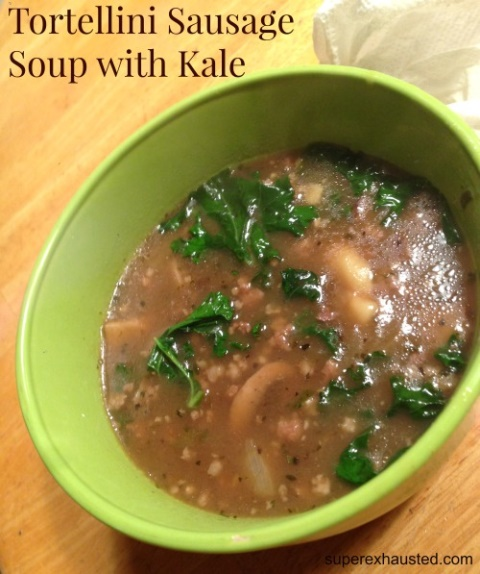 Tortellini Sausage
Soup with Kale
superexhausted.com